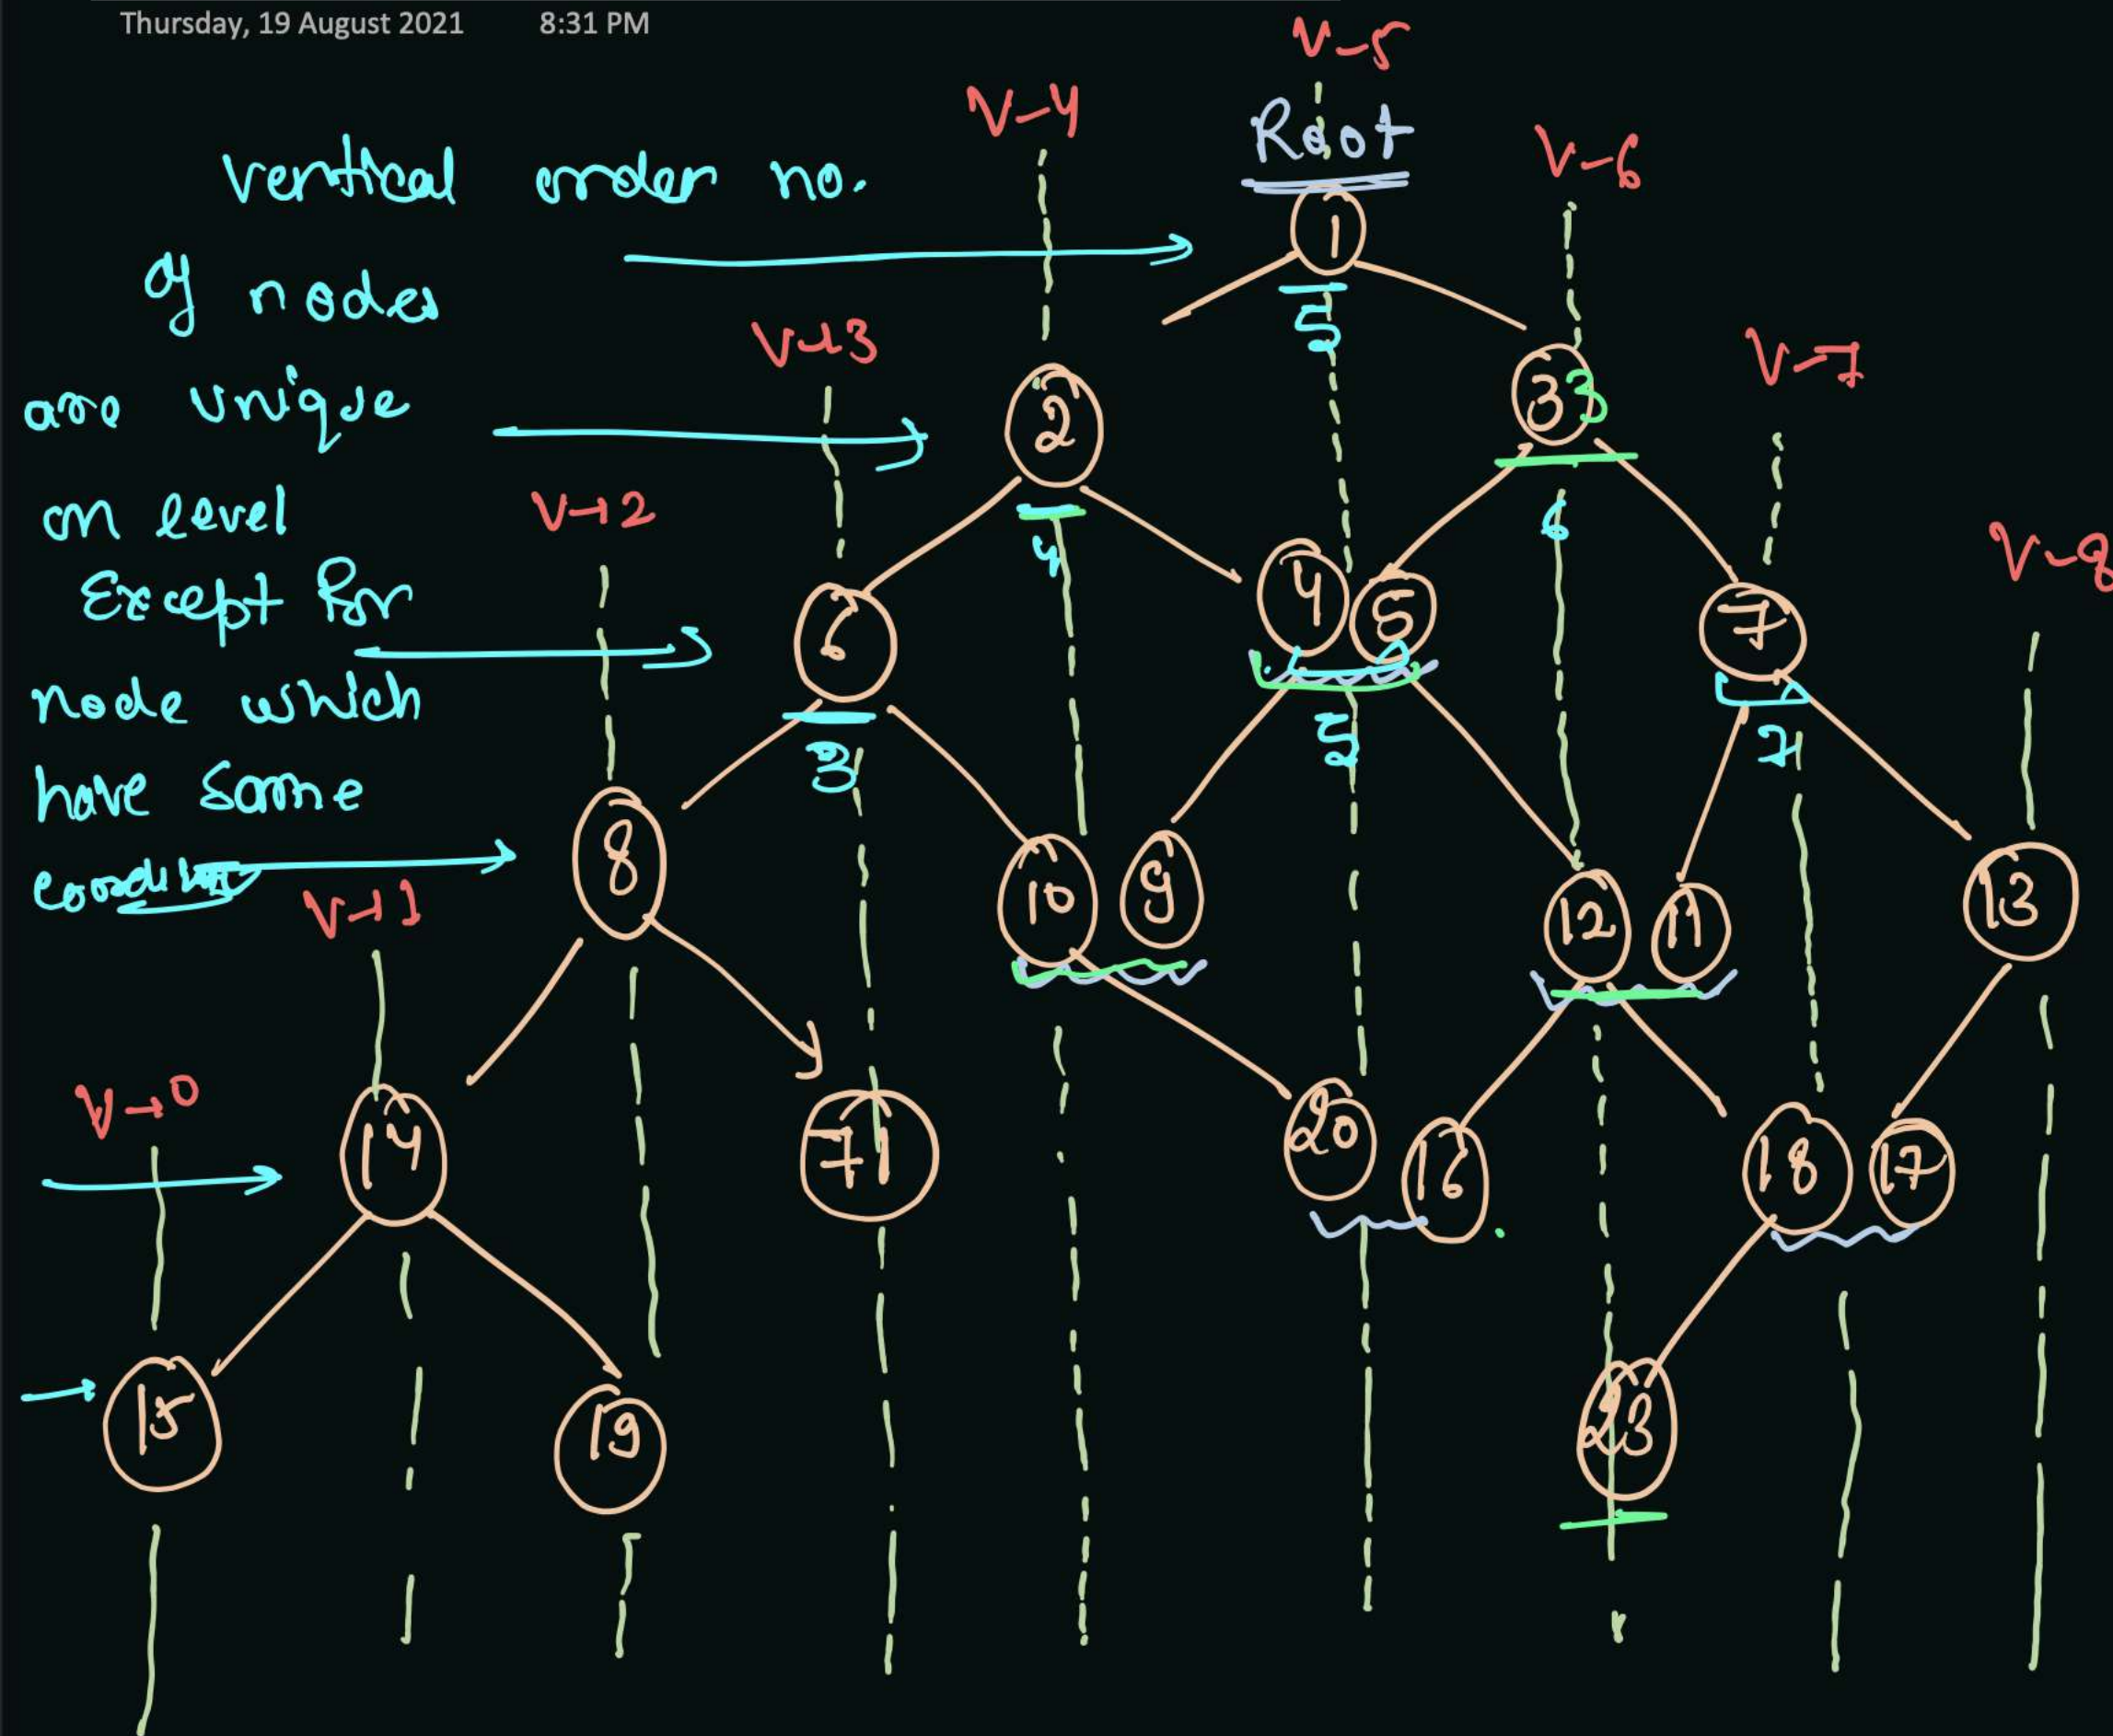 Thursday, 19 August 2021 8:31 PM
V-5
V-4
Root
V-6
vertical order no.
1
of nodes
5
V→3
V-7
2
3 3
are unique
on level
V→2
4
6
V-8
Except for
6
4
5
7
node which
3
5
7
have same
8
10
9
12
11
13
V→1
V→0
14
71
20
16
18
17
15
19
23